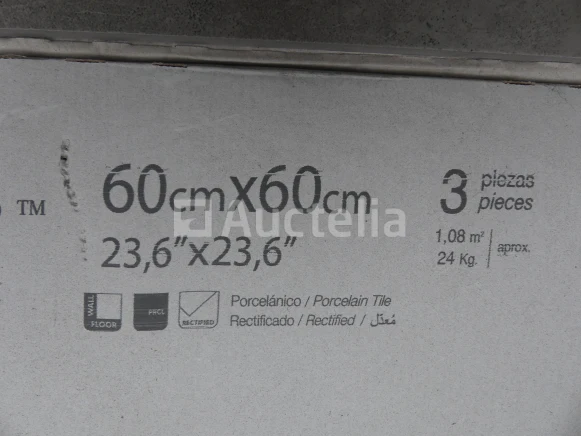 TM
60cmx60cm
23,6”x23,6”
3 piezas
pieces
1,08 m²
24 Kg.
aprox.
WALL
FLOOR
PRCL
RECTIFIED
Porcelánico / Porcelain Tile
Rectificado / Rectified / مُعدّل
Auctelia